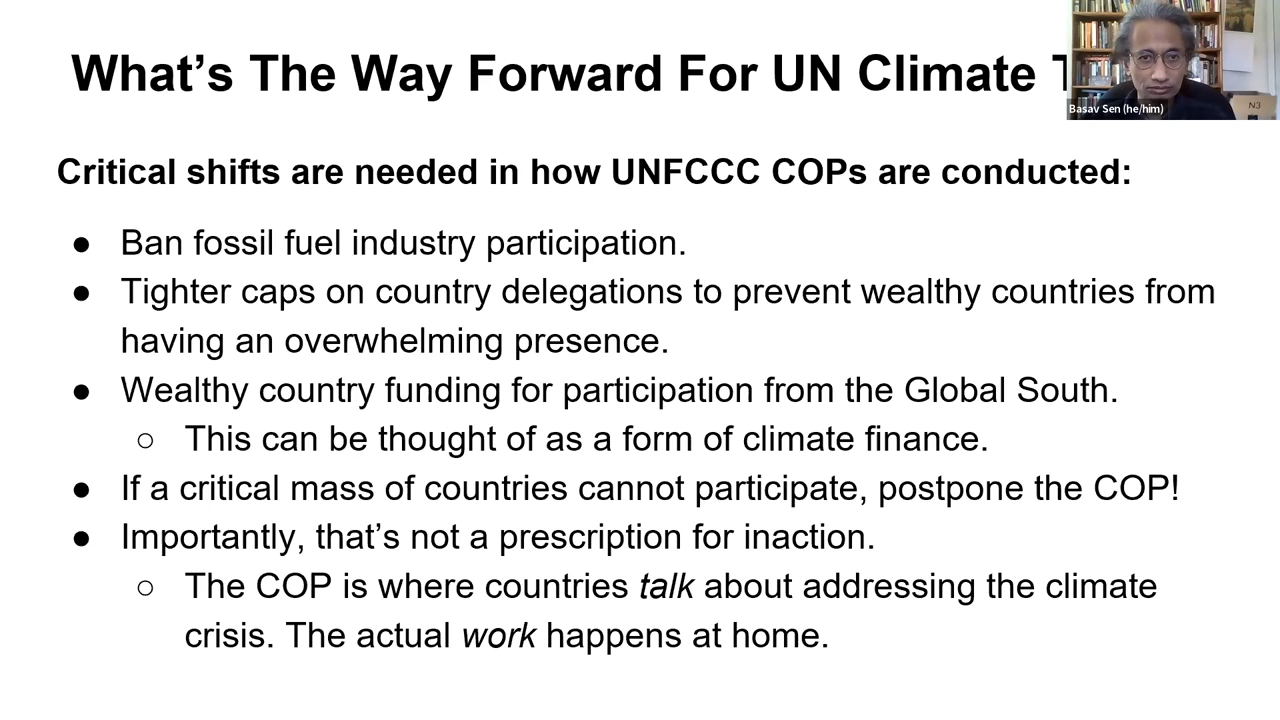 What’s The Way Forward For UN Climate
Basav Sen (he/him)
N3
Critical shifts are needed in how UNFCCC COPs are conducted:
● Ban fossil fuel industry participation.
● Tighter caps on country delegations to prevent wealthy countries from
having an overwhelming presence.
● Wealthy country funding for participation from the Global South.
○ This can be thought of as a form of climate finance.
● If a critical mass of countries cannot participate, postpone the COP!
● Importantly, that’s not a prescription for inaction.
○ The COP is where countries talk about addressing the climate
crisis. The actual work happens at home.